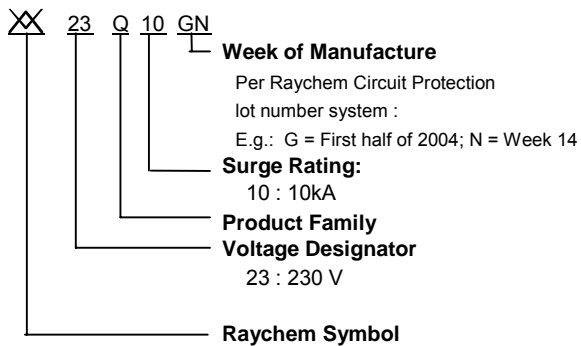 23 Q 10 GN
Week of Manufacture
Per Raychem Circuit Protection
lot number system :
E.g.: G = First half of 2004; N = Week 14
Surge Rating:
10 : 10kA
Product Family
Voltage Designator
23 : 230 V
Raychem Symbol